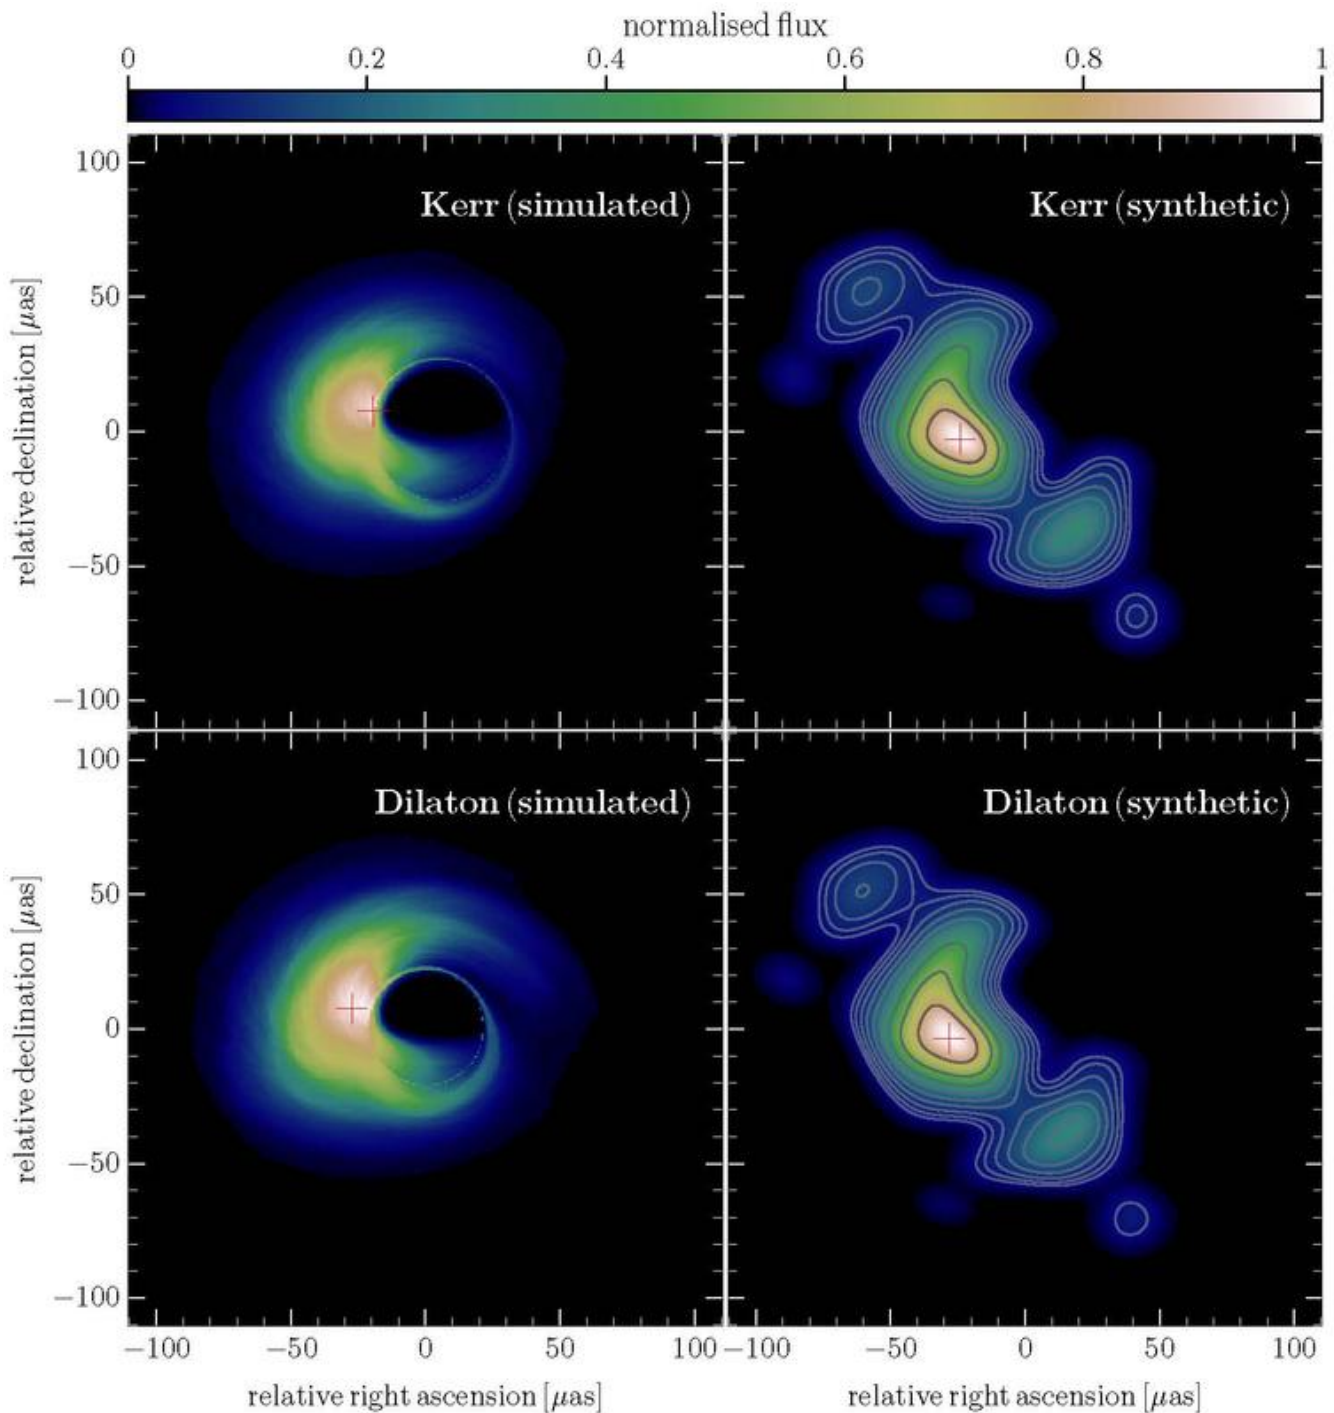 normalised flux
0 0.2 0.4 0.6 0.8 1
100
Kerr (simulated)
Kerr (synthetic)
50
relative declination [μas]
0
−50
−100
100
Dilaton (simulated)
Dilaton (synthetic)
50
relative declination [μas]
0
−50
−100
−100 −50 0 50 100 −100 −50 0 50 100
relative right ascension [μas] relative right ascension [μas]